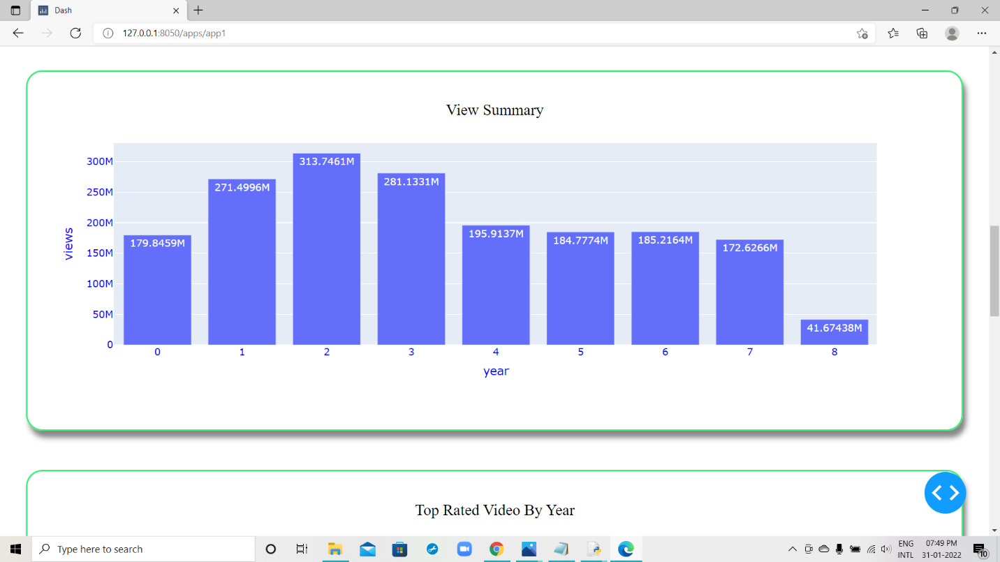 Dash
127.0.0.1:8050/apps/app1
View Summary
300M
250M
200M
150M
100M
50M
0
views
179.8459M
271.4996M
313.7461M
281.1331M
195.9137M
184.7774M
185.2164M
172.6266M
41.67438M
0 1 2 3 4 5 6 7 8
year
Top Rated Video By Year
Type here to search
ENG
INTL
07:49 PM
31-01-2022
10